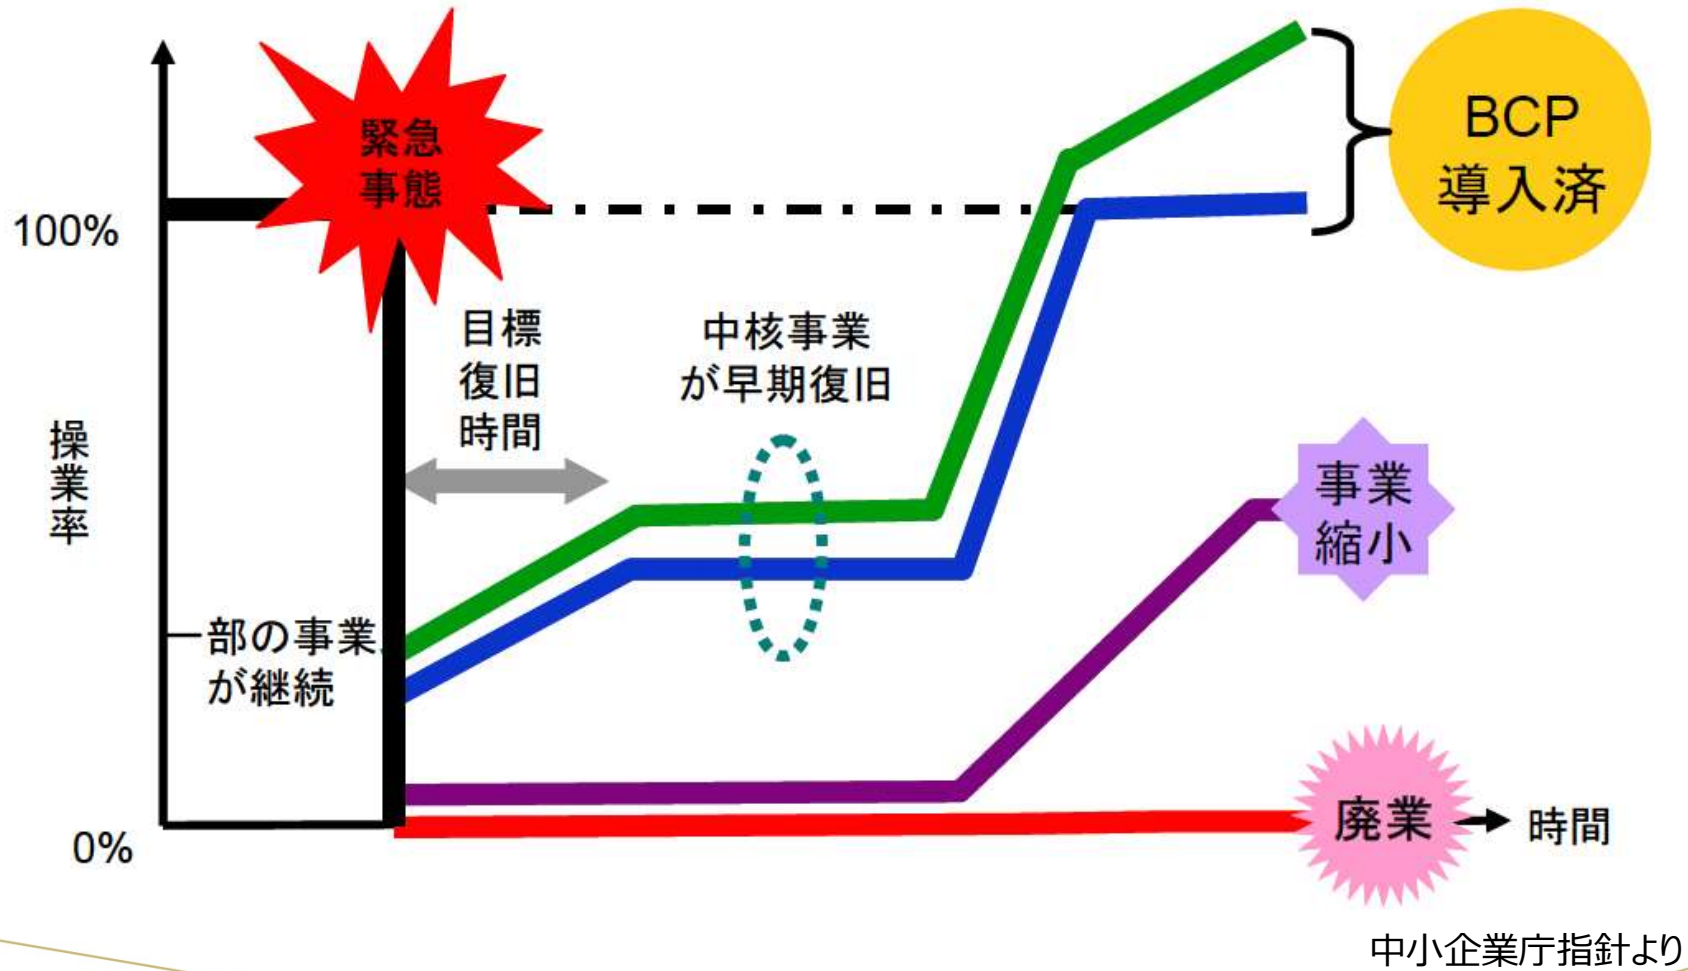 緊急
事態
BCP
導入済
100%
目標
復旧
時間
中核事業
が早期復旧
操業率
事業
縮小
一部の事業
が継続
廃業
時間
0%
中小企業庁指針より